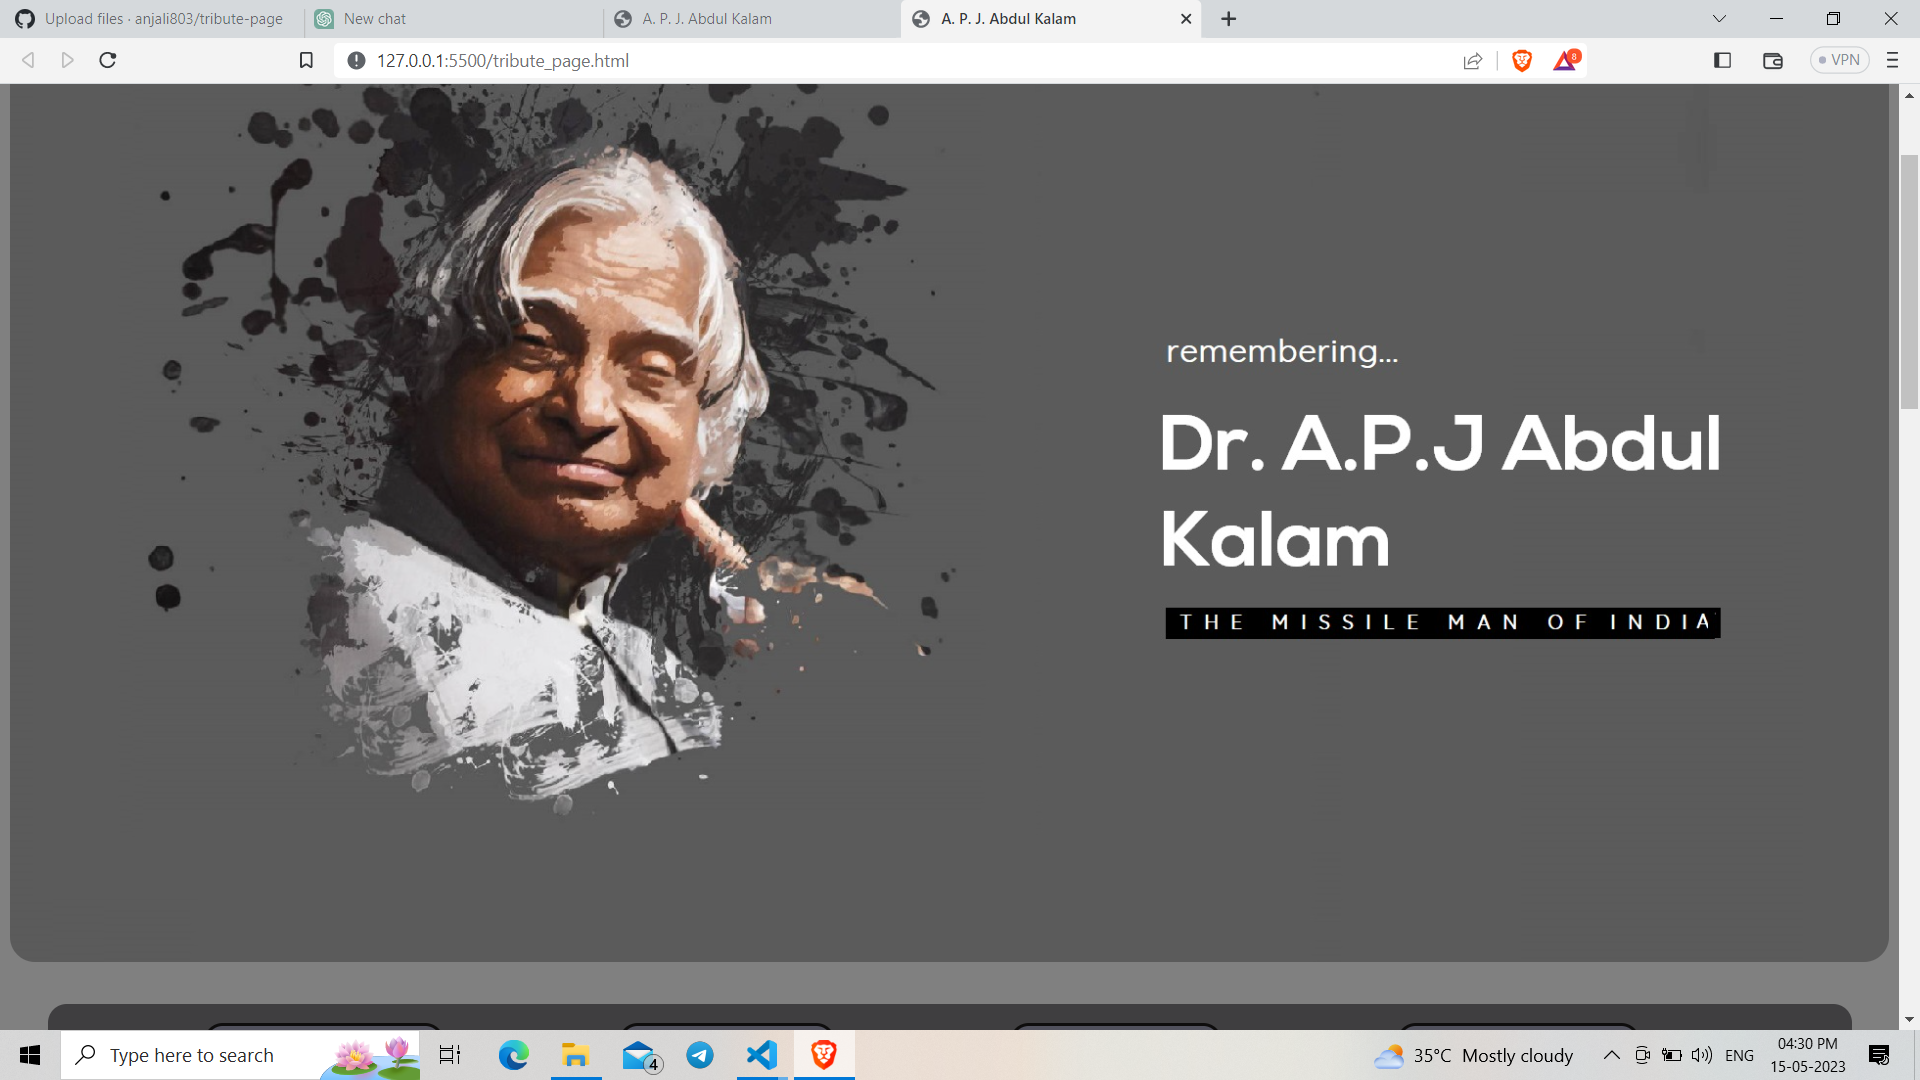 Upload files · anjali803/tribute-page
New chat
A. P. J. Abdul Kalam
A. P. J. Abdul Kalam
127.0.0.1:5500/tribute_page.html
8
VPN
remembering...
Dr. A.P.J Abdul
Kalam
THE MISSILE MAN OF INDIA
Type here to search
4
35°C Mostly cloudy
ENG
04:30 PM
15-05-2023